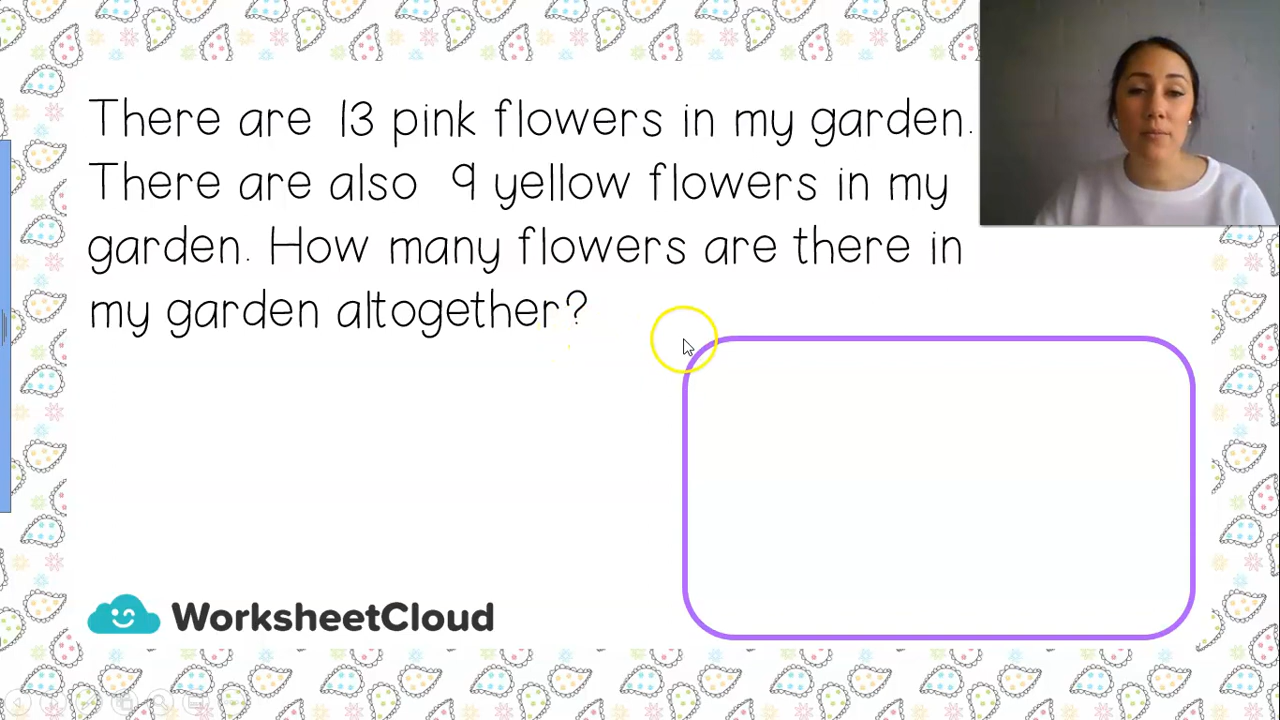 There are 13 pink flowers in my garden.
There are also 9 yellow flowers in my
garden. How many flowers are there in
my garden altogether?
WorksheetCloud